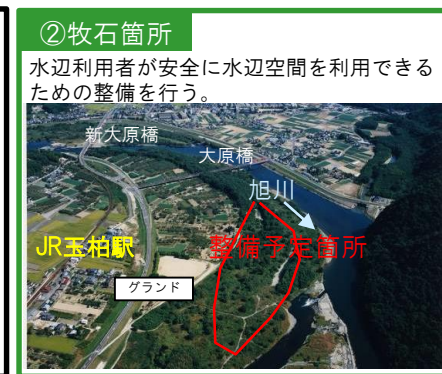 ②牧石箇所
水辺利用者が安全に水辺空間を利用できる
ための整備を行う。
新大原橋
大原橋
旭川
JR玉柏駅
整備予定箇所
グランド